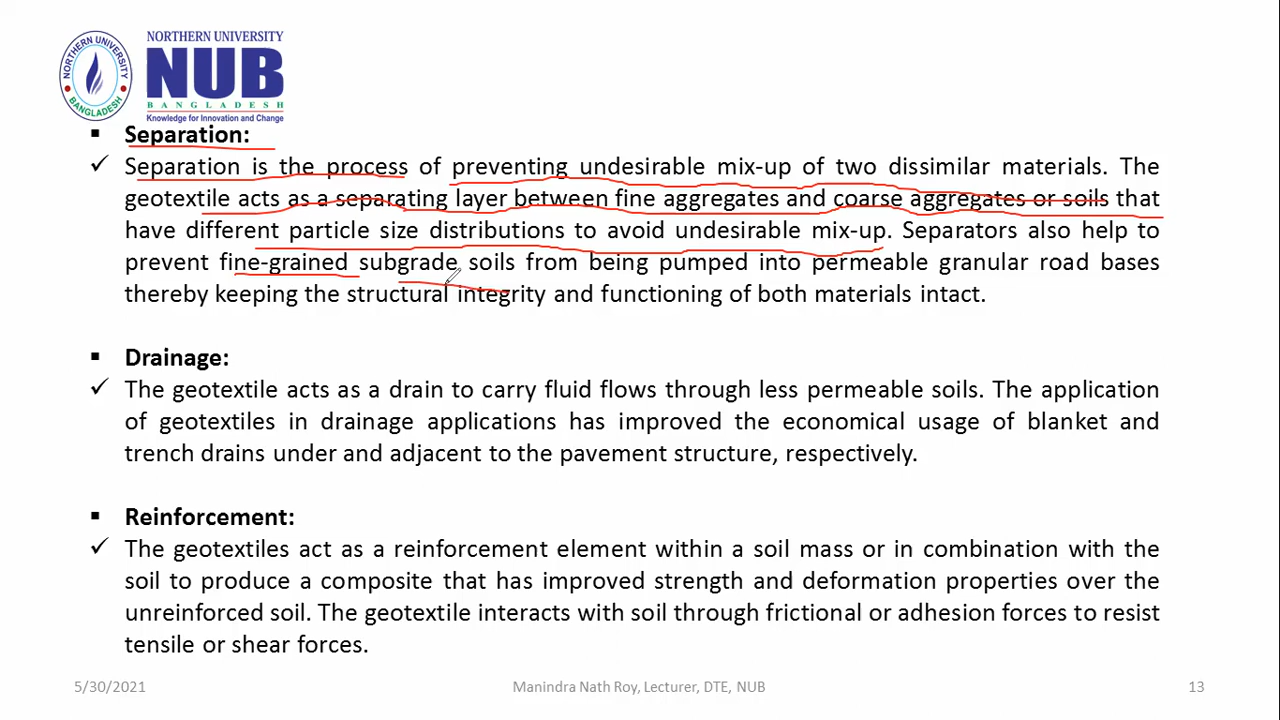 NORTHERN UNIVERSITY
NORTHERN UNIVERSITY
NUB
BANGLADESH
BANGLADESH
Knowledge for Innovation and Change
▪ Separation:
✓ Separation is the process of preventing undesirable mix-up of two dissimilar materials. The
geotextile acts as a separating layer between fine aggregates and coarse aggregates or soils that
have different particle size distributions to avoid undesirable mix-up. Separators also help to
prevent fine-grained subgrade soils from being pumped into permeable granular road bases
thereby keeping the structural integrity and functioning of both materials intact.
▪ Drainage:
✓ The geotextile acts as a drain to carry fluid flows through less permeable soils. The application
of geotextiles in drainage applications has improved the economical usage of blanket and
trench drains under and adjacent to the pavement structure, respectively.
▪ Reinforcement:
✓ The geotextiles act as a reinforcement element within a soil mass or in combination with the
soil to produce a composite that has improved strength and deformation properties over the
unreinforced soil. The geotextile interacts with soil through frictional or adhesion forces to resist
tensile or shear forces.
5/30/2021
Manindra Nath Roy, Lecturer, DTE, NUB
13